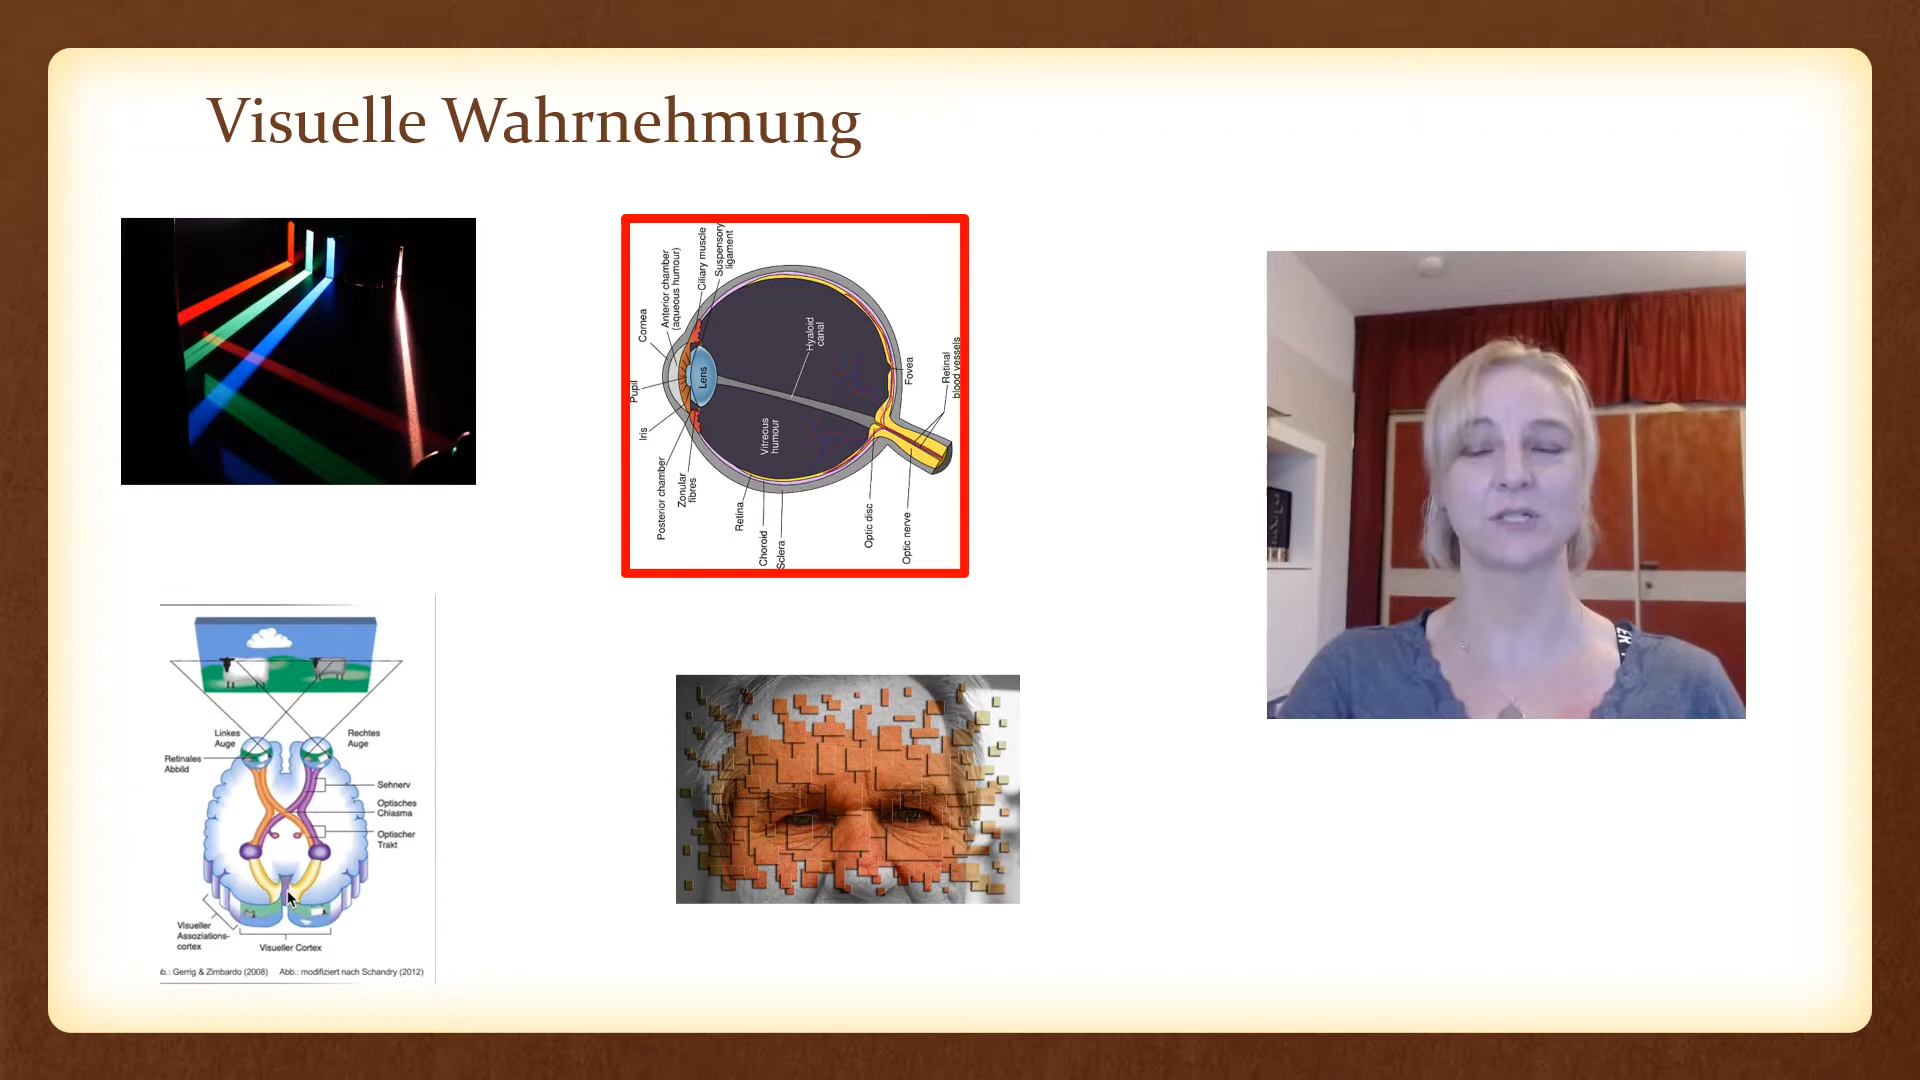 Visuelle Wahrnehmung
Cornea
Anterior chamber
(aqueous humour)
Ciliary muscle
Suspensory
ligament
Pupil
Iris
Posterior chamber
Zonular
fibres
Lens
Hyaloid
canal
Vitreous
humour
Retina
Choroid
Sclera
Fovea
Retinal
blood vessels
Optic disc
Optic nerve
Linkes
Auge
Rechtes
Auge
Retinales
Abbild
Sehnerv
Optisches
Chiasma
Optischer
Trakt
Visueller
Assoziations-
cortex
Visueller Cortex
b.: Gerrig & Zimbardo (2008) Abb.: modifiziert nach Schandry (2012)